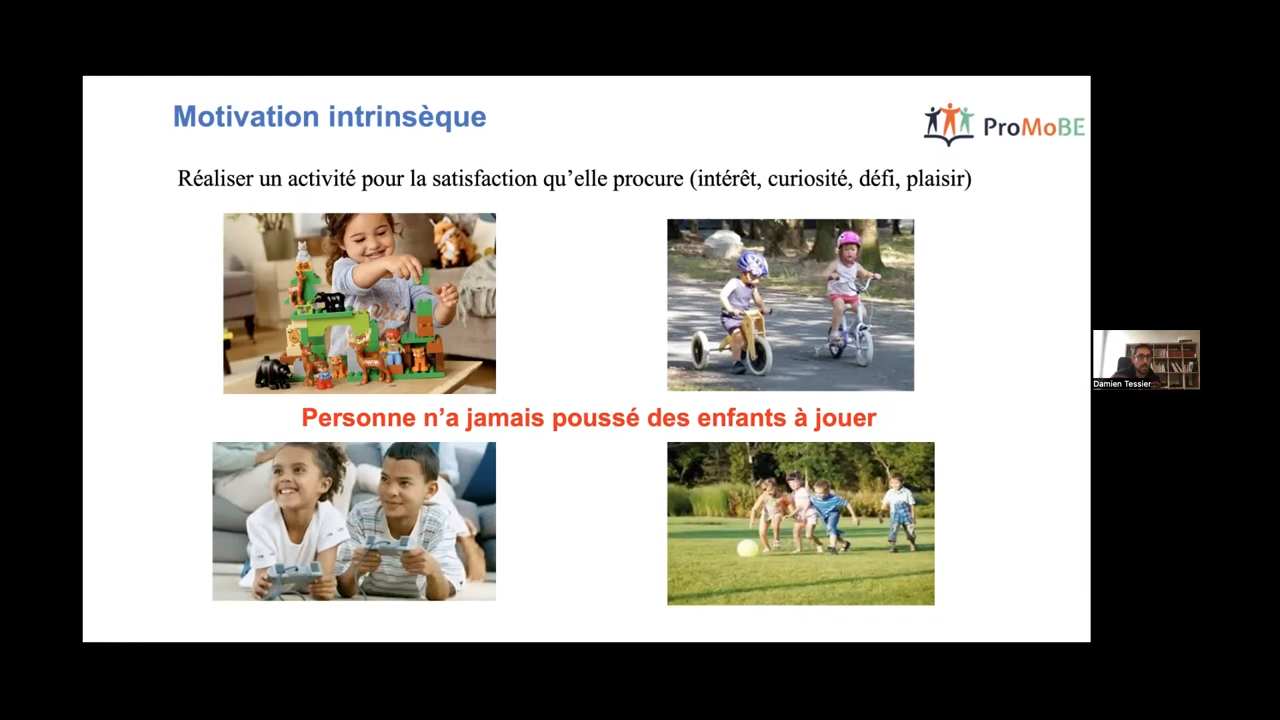 Motivation intrinsèque
ProMoBE
Réaliser un activité pour la satisfaction qu’elle procure (intérêt, curiosité, défi, plaisir)
Personne n’a jamais poussé des enfants à jouer
Damien Tessier